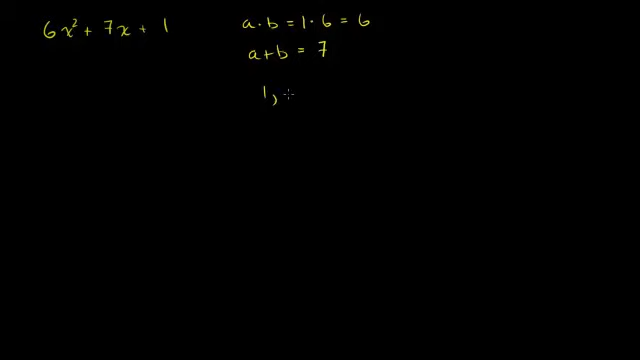 6x² + 7x + 1
a · b = 1 · 6 = 6
a + b = 7
1,